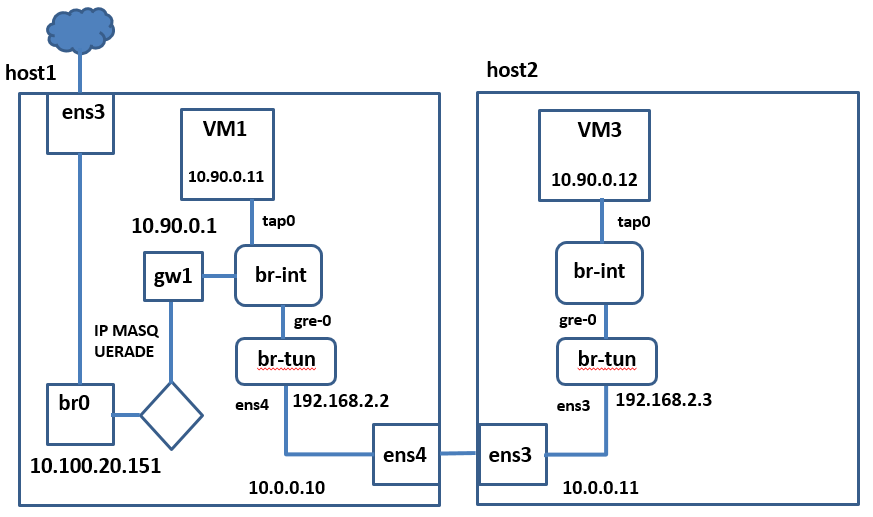 host1
ens3
VM1
10.90.0.11
tap0
10.90.0.1
gw1
br-int
gre-0
IP MASQ
UERADE
br-tun
br0
ens4
192.168.2.2
10.100.20.151
ens4
10.0.0.10
host2
VM3
10.90.0.12
tap0
br-int
gre-0
br-tun
ens3
192.168.2.3
ens3
10.0.0.11